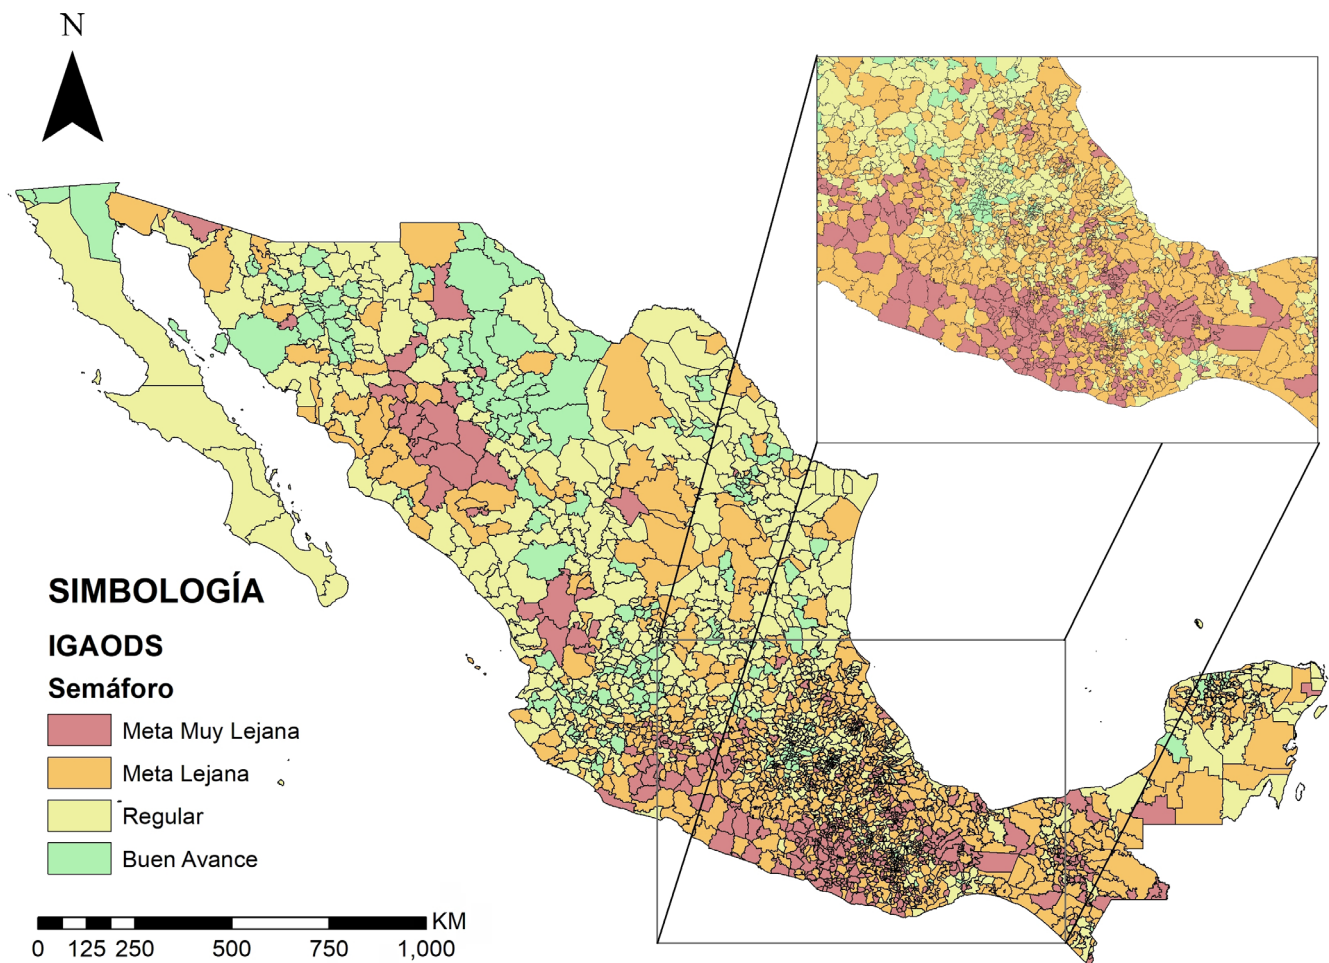 N
SIMBOLOGÍA
IGAODS
Semáforo
Meta Muy Lejana
Meta Lejana
Regular
Buen Avance
KM
0 125 250 500 750 1,000